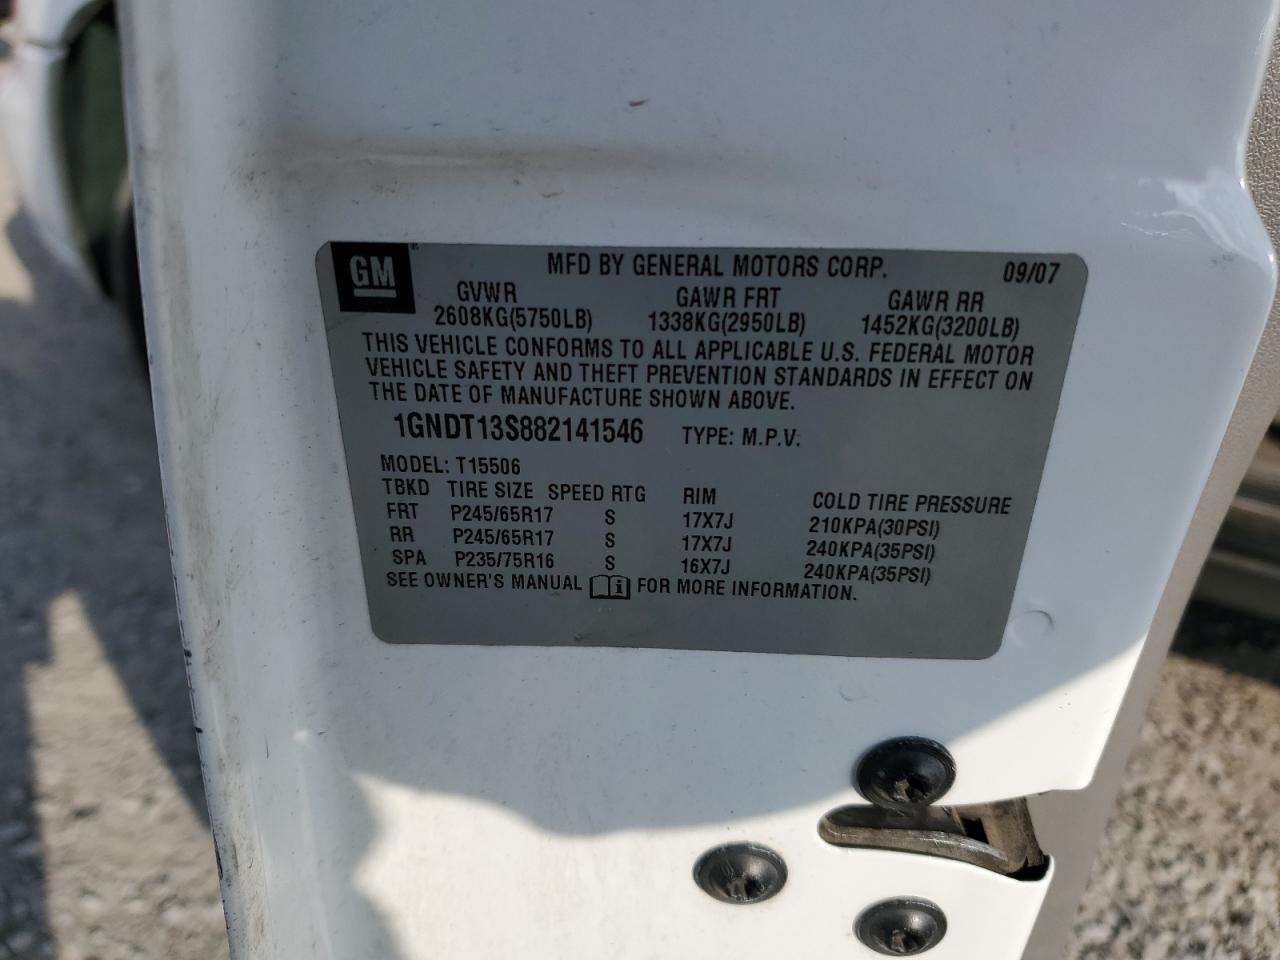 GM MFD BY GENERAL MOTORS CORP. 09/07
GVWR GAWR FRT GAWR RR
2608KG(5750LB) 1338KG(2950LB) 1452KG(3200LB)
THIS VEHICLE CONFORMS TO ALL APPLICABLE U.S. FEDERAL MOTOR
VEHICLE SAFETY AND THEFT PREVENTION STANDARDS IN EFFECT ON
THE DATE OF MANUFACTURE SHOWN ABOVE.
1GNDT13S882141546 TYPE: M.P.V.
MODEL: T15506
TBKD TIRE SIZE SPEED RTG RIM COLD TIRE PRESSURE
FRT P245/65R17 S 17X7J 210KPA(30PSI)
RR P245/65R17 S 17X7J 240KPA(35PSI)
SPA P235/75R16 S 16X7J 240KPA(35PSI)
SEE OWNER'S MANUAL i FOR MORE INFORMATION.